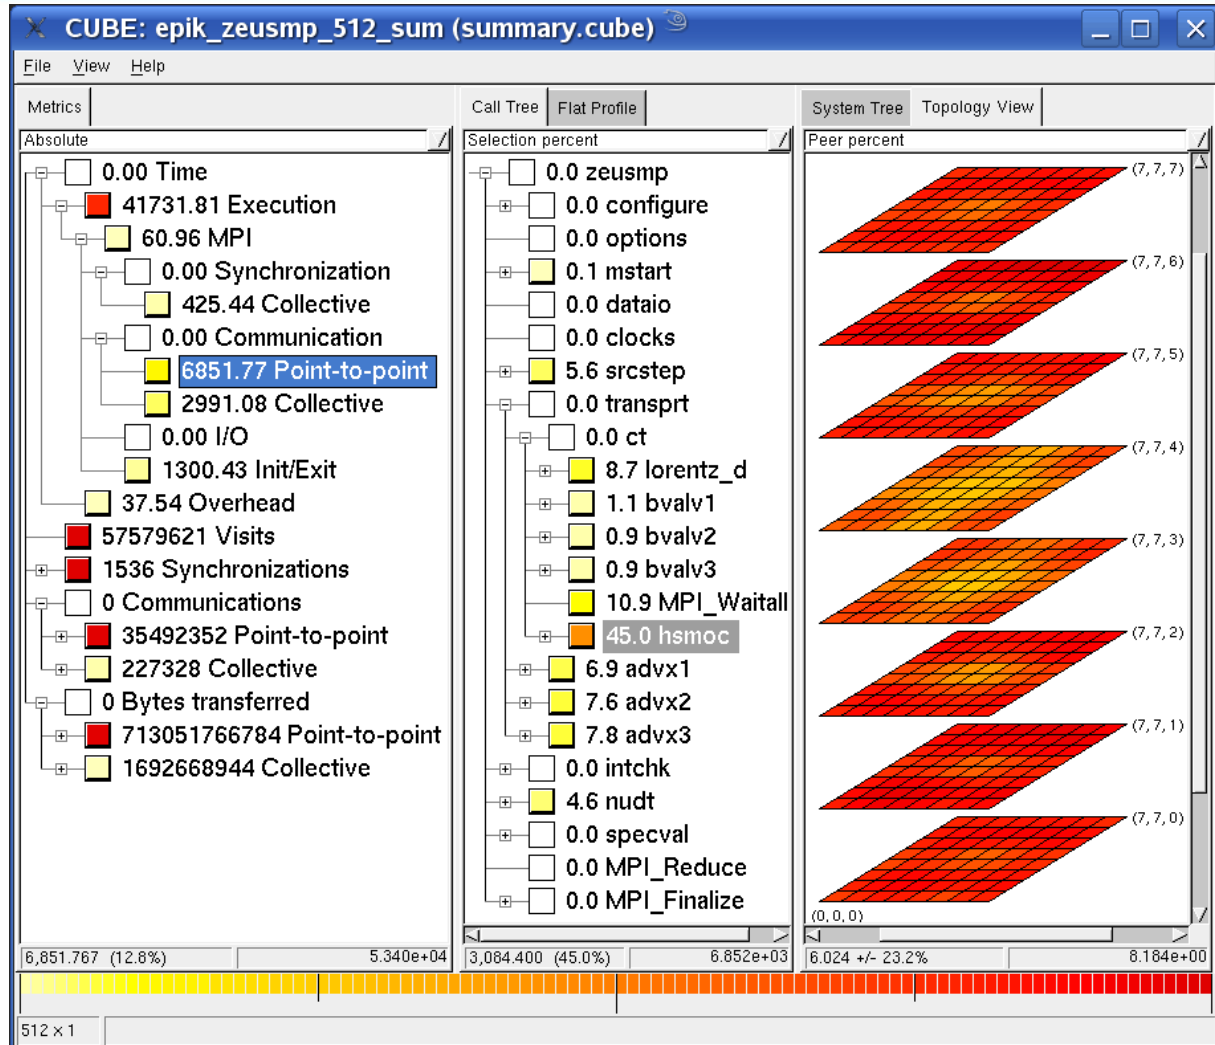 CUBE: epik_zeusmp_512_sum (summary.cube)
File View Help
Metrics
Absolute
0.00 Time
41731.81 Execution
60.96 MPI
0.00 Synchronization
425.44 Collective
0.00 Communication
6851.77 Point-to-point
2991.08 Collective
0.00 I/O
1300.43 Init/Exit
37.54 Overhead
57579621 Visits
1536 Synchronizations
0 Communications
35492352 Point-to-point
227328 Collective
0 Bytes transferred
713051766784 Point-to-point
1692668944 Collective
6,851.767 (12.8%) 5.340e+04
Call Tree Flat Profile
Selection percent
0.0 zeusmp
0.0 configure
0.0 options
0.1 mstart
0.0 dataio
0.0 clocks
5.6 srcstep
0.0 transprt
0.0 ct
8.7 lorentz_d
1.1 bvalv1
0.9 bvalv2
0.9 bvalv3
10.9 MPI_Waitall
45.0 hsmoc
6.9 advx1
7.6 advx2
7.8 advx3
0.0 intchk
4.6 nudt
0.0 specval
0.0 MPI_Reduce
0.0 MPI_Finalize
3,084.400 (45.0%) 6.852e+03
System Tree Topology View
Peer percent
(7,7,7)
(7,7,6)
(7,7,5)
(7,7,4)
(7,7,3)
(7,7,2)
(7,7,1)
(7,7,0)
(0,0,0)
6.024 +/- 23.2% 8.184e+00
512 x 1